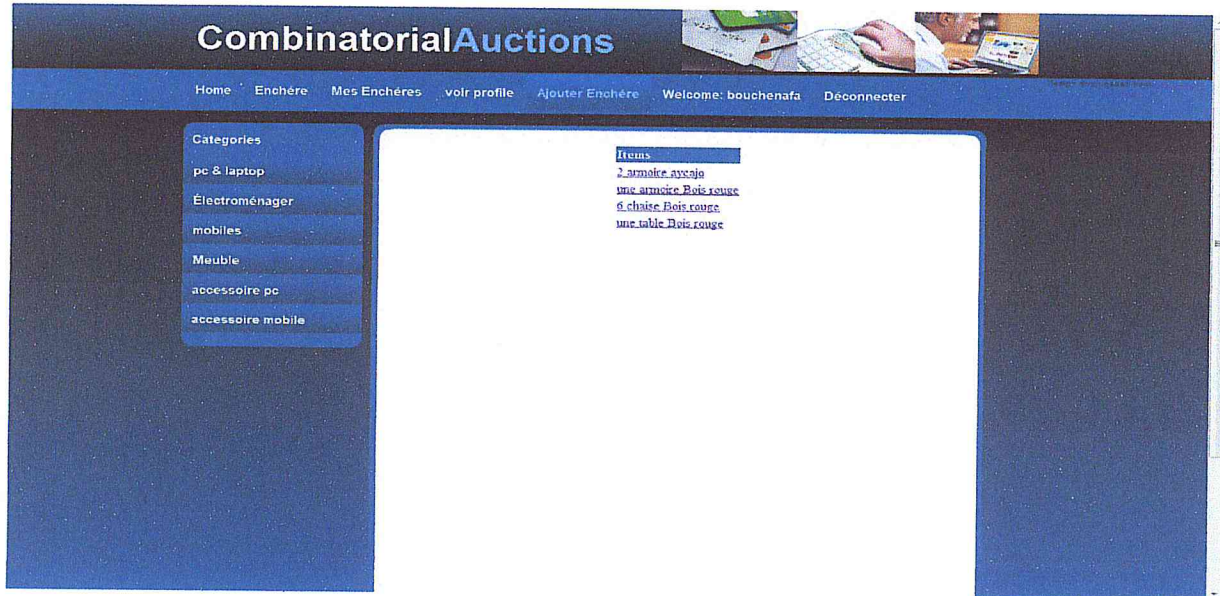 CombinatorialAuctions
Home Enchére Mes Enchéres voir profile Ajouter Enchére Welcome: bouchenafa Déconnecter
Categories
pc & laptop
Électroménager
mobiles
Meuble
accessoire pc
accessoire mobile
Items
2 armoire aycajo
une armoire Bois rouge
6 chaise Bois rouge
une table Bois rouge